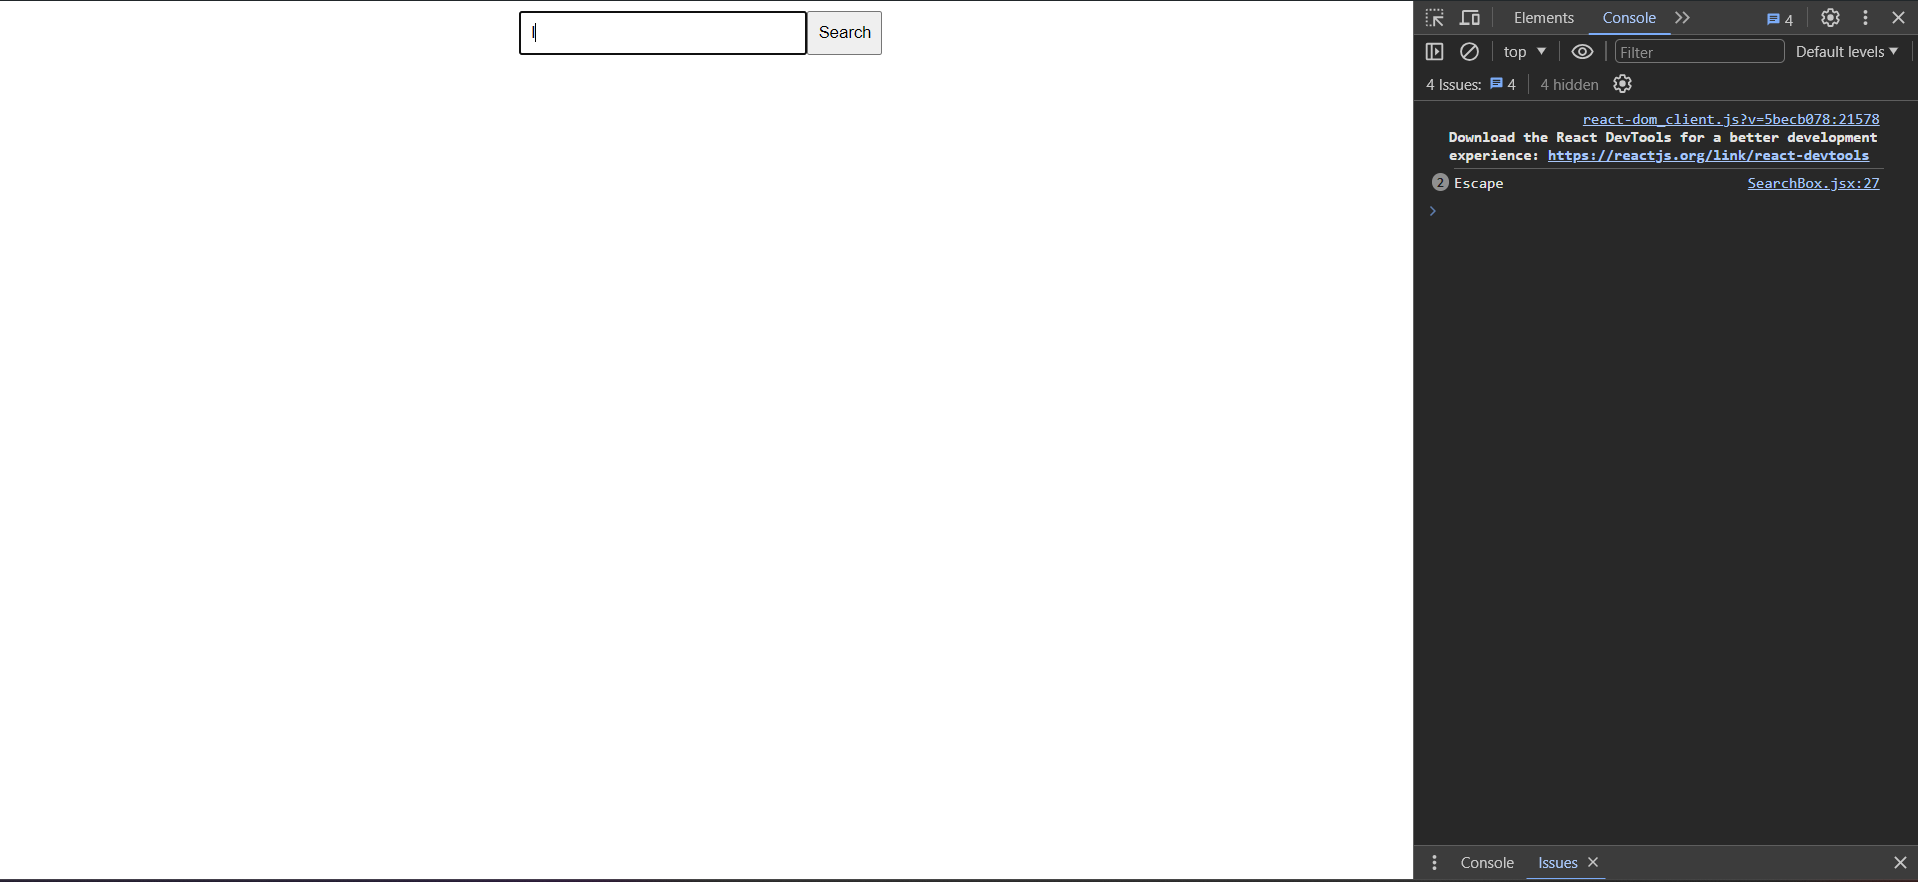 l
Search
Elements
Console
4
top
Filter
Default levels
4 Issues:
4
4 hidden
react-dom_client.js?v=5becb078:21578
Download the React DevTools for a better development
experience: https://reactjs.org/link/react-devtools
2
Escape
SearchBox.jsx:27
Console
Issues